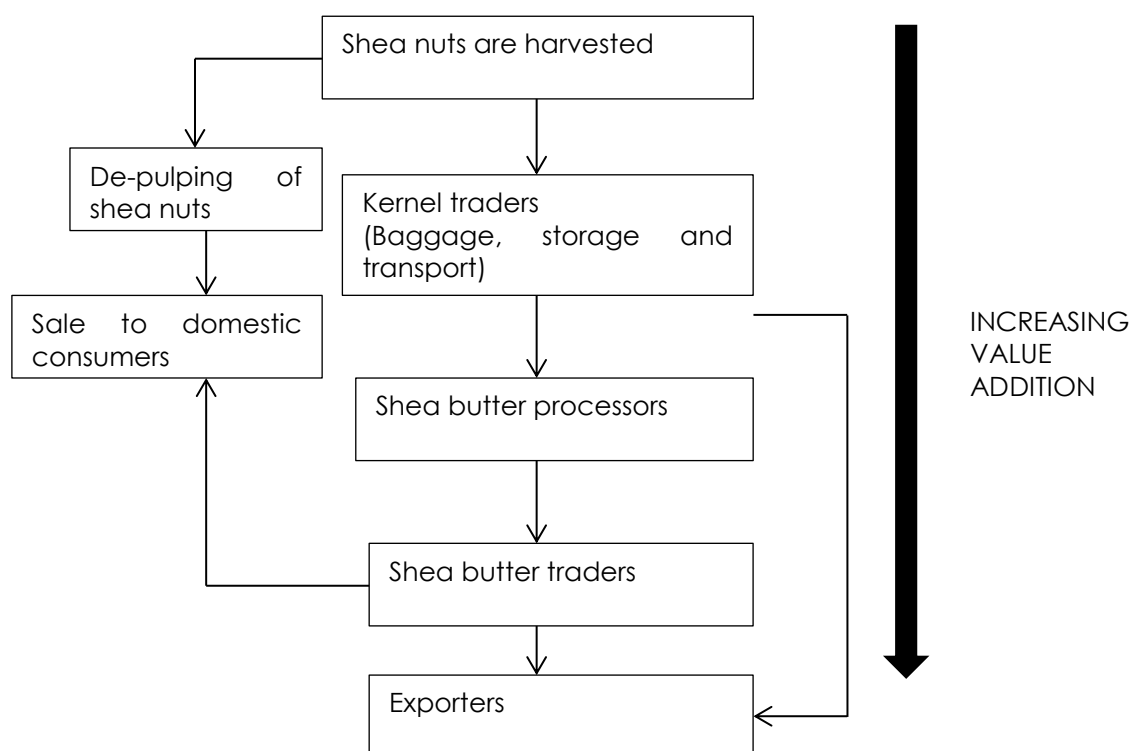 Shea nuts are harvested
De-pulping of
shea nuts
Kernel traders
(Baggage, storage and
transport)
Sale to domestic
consumers
INCREASING
VALUE
ADDITION
Shea butter processors
Shea butter traders
Exporters